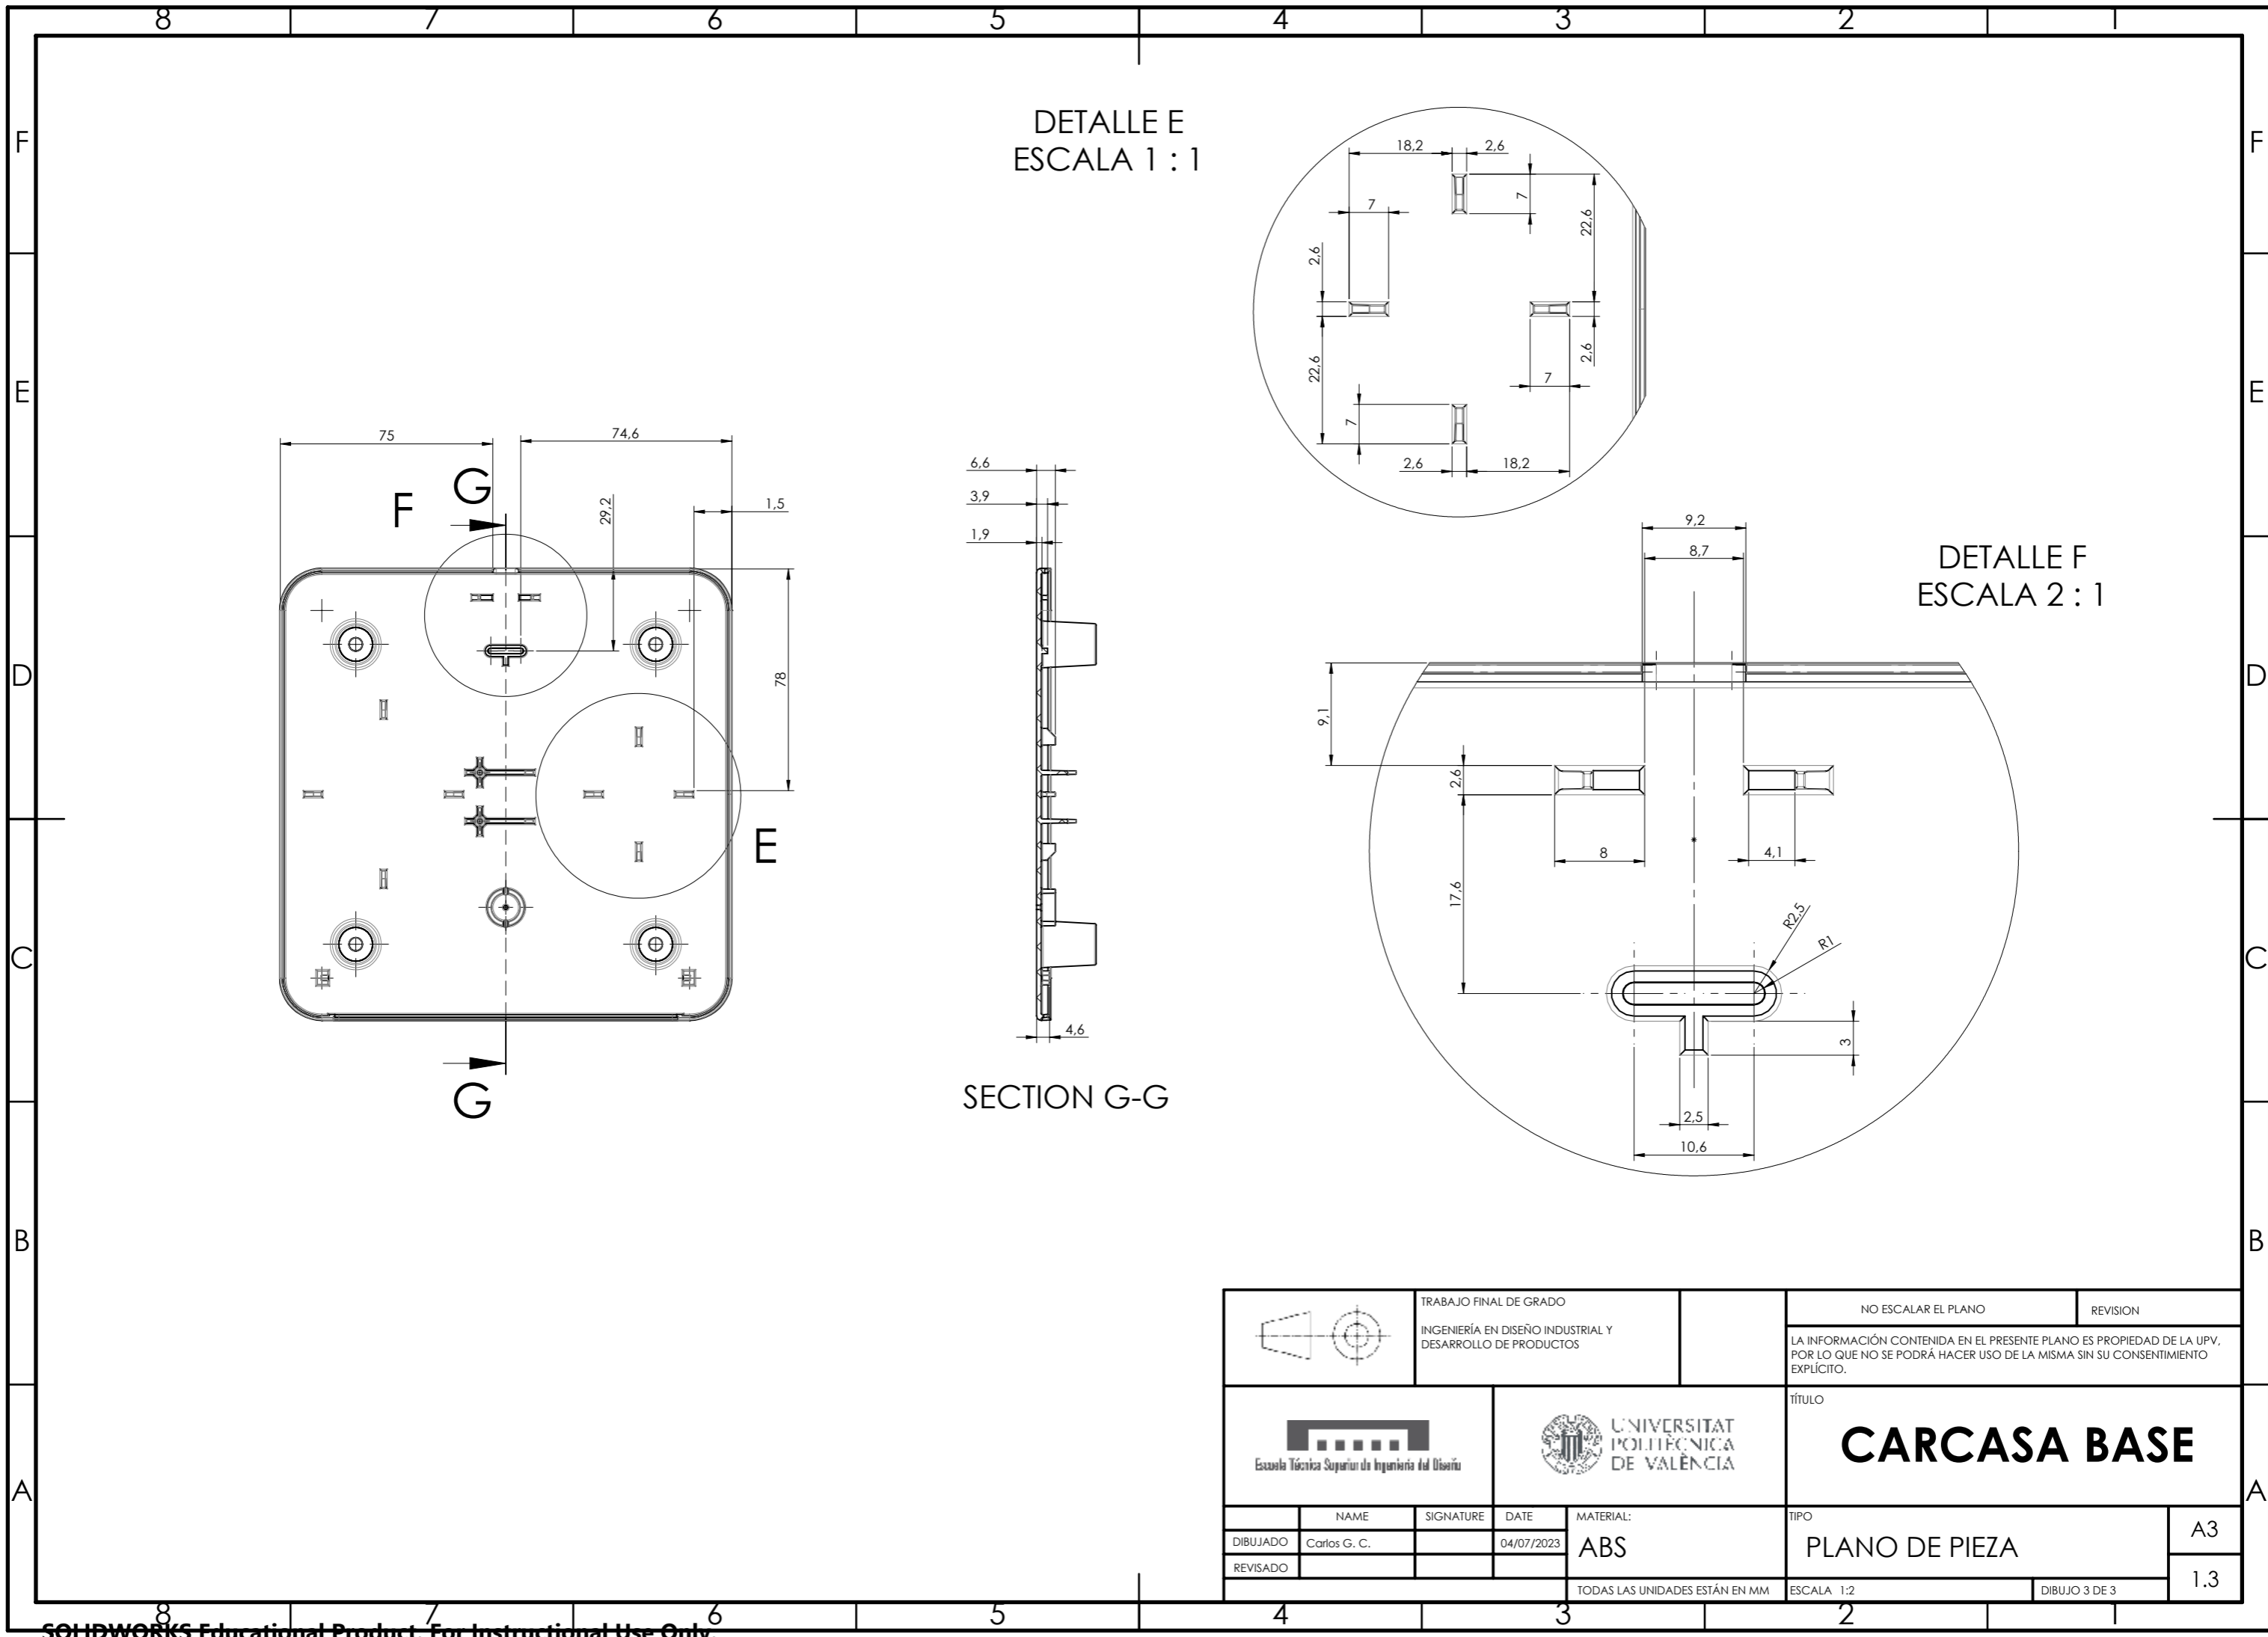 8 7 6 5 4 3 2 1
F F
E E
D D
C C
B B
A A
DETALLE E
ESCALA 1 : 1
18,2 2,6
7
7
22,6
2,6
2,6
22,6
7
7
2,6 18,2
75 74,6
F G
29,2
1,5
78
E
G
6,6
3,9
1,9
4,6
SECTION G-G
DETALLE F
ESCALA 2 : 1
9,2
8,7
9,1
2,6
8 4,1
17,6
R2,5
R1
3
2,5
10,6
TRABAJO FINAL DE GRADO
INGENIERÍA EN DISEÑO INDUSTRIAL Y
DESARROLLO DE PRODUCTOS
NO ESCALAR EL PLANO REVISION
LA INFORMACIÓN CONTENIDA EN EL PRESENTE PLANO ES PROPIEDAD DE LA UPV,
POR LO QUE NO SE PODRÁ HACER USO DE LA MISMA SIN SU CONSENTIMIENTO
EXPLÍCITO.
Escuela Técnica Superior de Ingeniería del Diseño
UNIVERSITAT
POLITÈCNICA
DE VALÈNCIA
TÍTULO
CARCASA BASE
NAME SIGNATURE DATE
DIBUJADO Carlos G. C. 04/07/2023
REVISADO
MATERIAL:
ABS
TIPO
PLANO DE PIEZA
A3
1.3
TODAS LAS UNIDADES ESTÁN EN MM
ESCALA 1:2
DIBUJO 3 DE 3
8 7 6 5 4 3 2 1
SOLIDWORKS Educational Product. For Instructional Use Only.